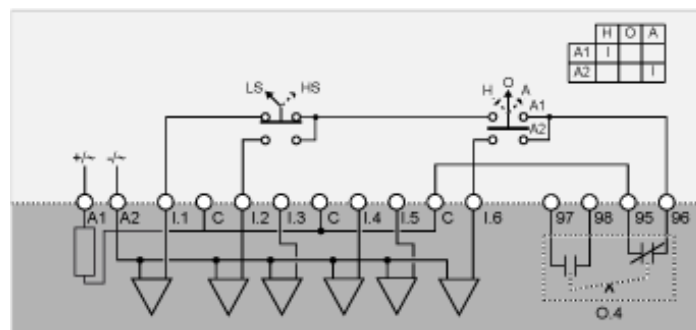 H O A
A1 I
A2 I
LS HS
O
H A
A1
A2
+/~ -/~
A1 A2 I.1 C I.2 I.3 C I.4 I.5 C I.6 97 98 95 96
O.4